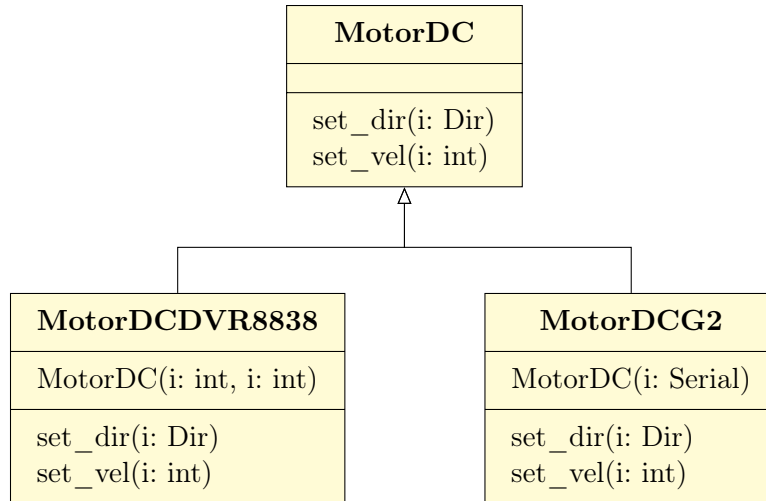 MotorDC
set_dir(i: Dir)
set_vel(i: int)
MotorDCDVR8838
MotorDC(i: int, i: int)
set_dir(i: Dir)
set_vel(i: int)
MotorDCG2
MotorDC(i: Serial)
set_dir(i: Dir)
set_vel(i: int)